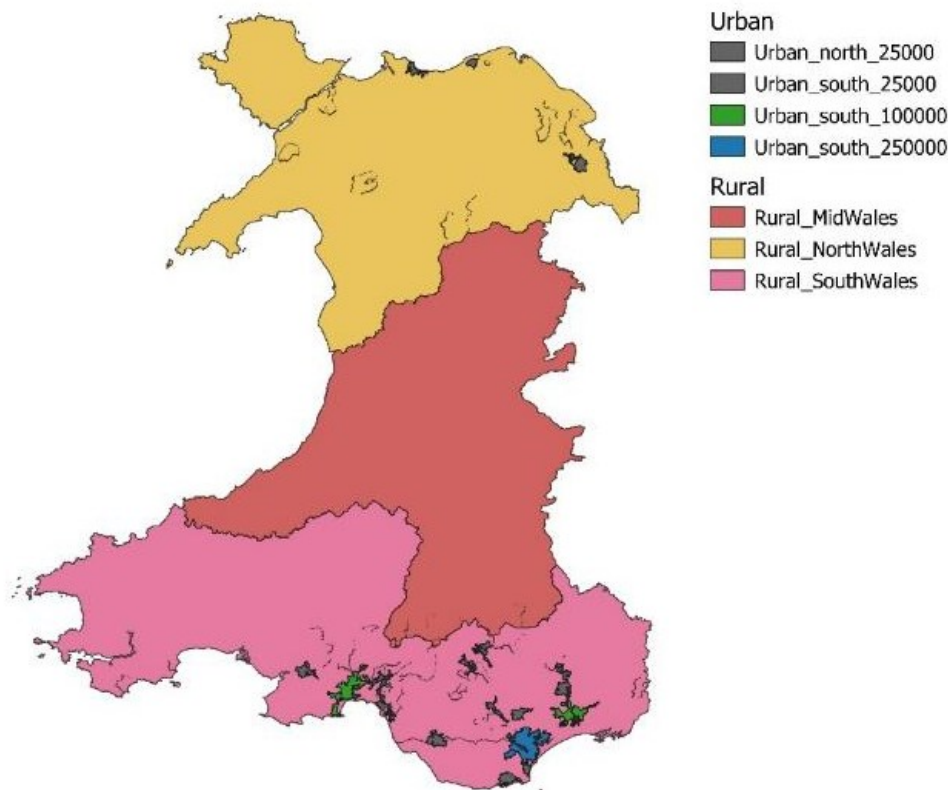 Urban
Urban_north_25000
Urban_south_25000
Urban_south_100000
Urban_south_250000
Rural
Rural_MidWales
Rural_NorthWales
Rural_SouthWales